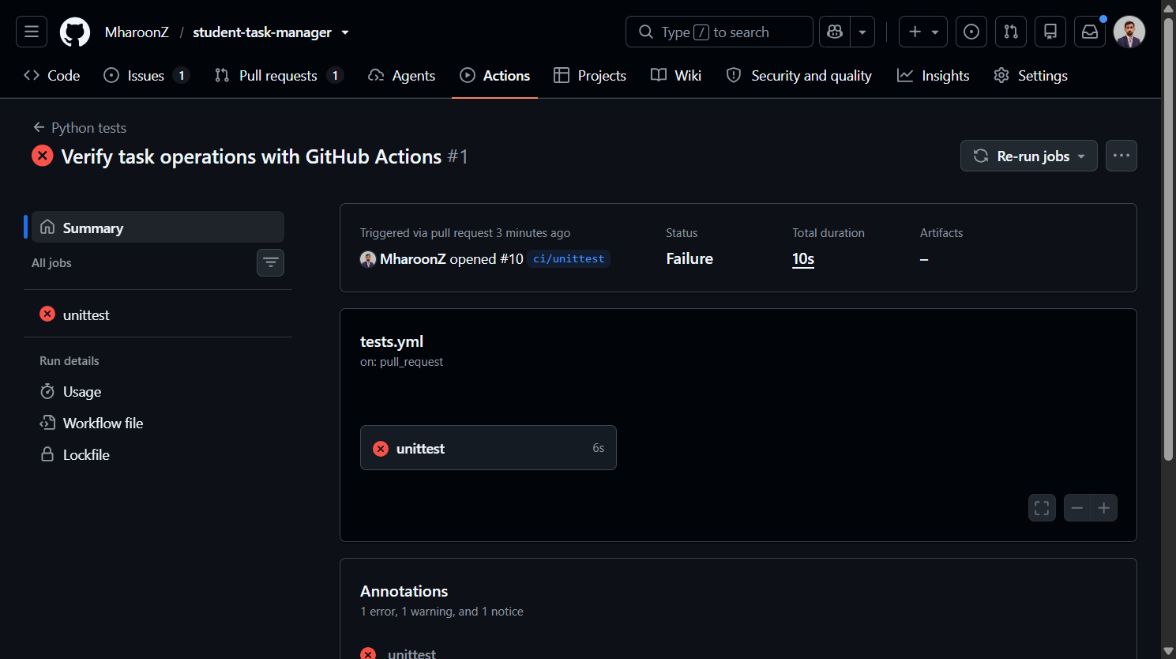 MharoonZ / student-task-manager
Type / to search
Code
Issues 1
Pull requests 1
Agents
Actions
Projects
Wiki
Security and quality
Insights
Settings
Python tests
Verify task operations with GitHub Actions #1
Re-run jobs
Summary
All jobs
unittest
Run details
Usage
Workflow file
Lockfile
Triggered via pull request 3 minutes ago
MharoonZ opened #10 ci/unittest
Status
Failure
Total duration
10s
Artifacts
–
tests.yml
on: pull_request
unittest 6s
Annotations
1 error, 1 warning, and 1 notice
unittest